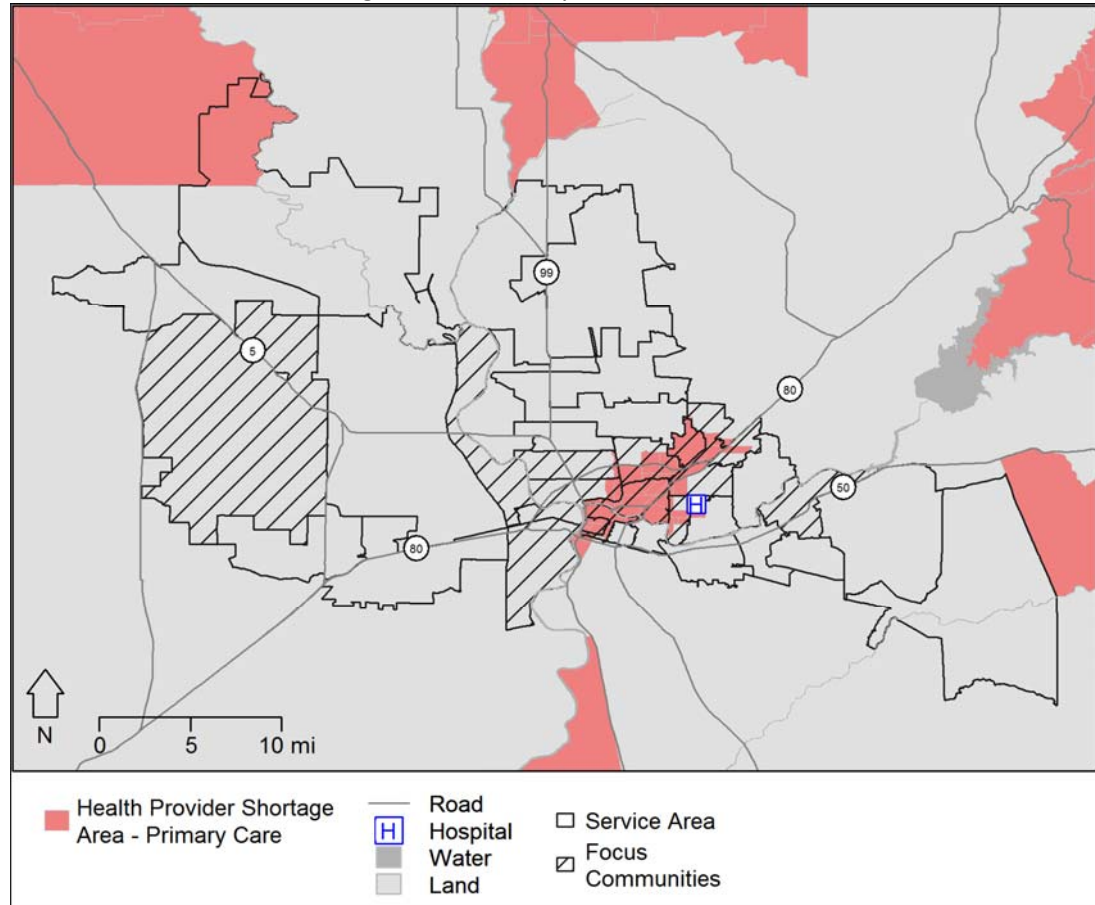 99
5
80
50
80
H
N
0 5 10 mi
Health Provider Shortage
Area - Primary Care
Road
H Hospital
Water
Land
Service Area
Focus
Communities